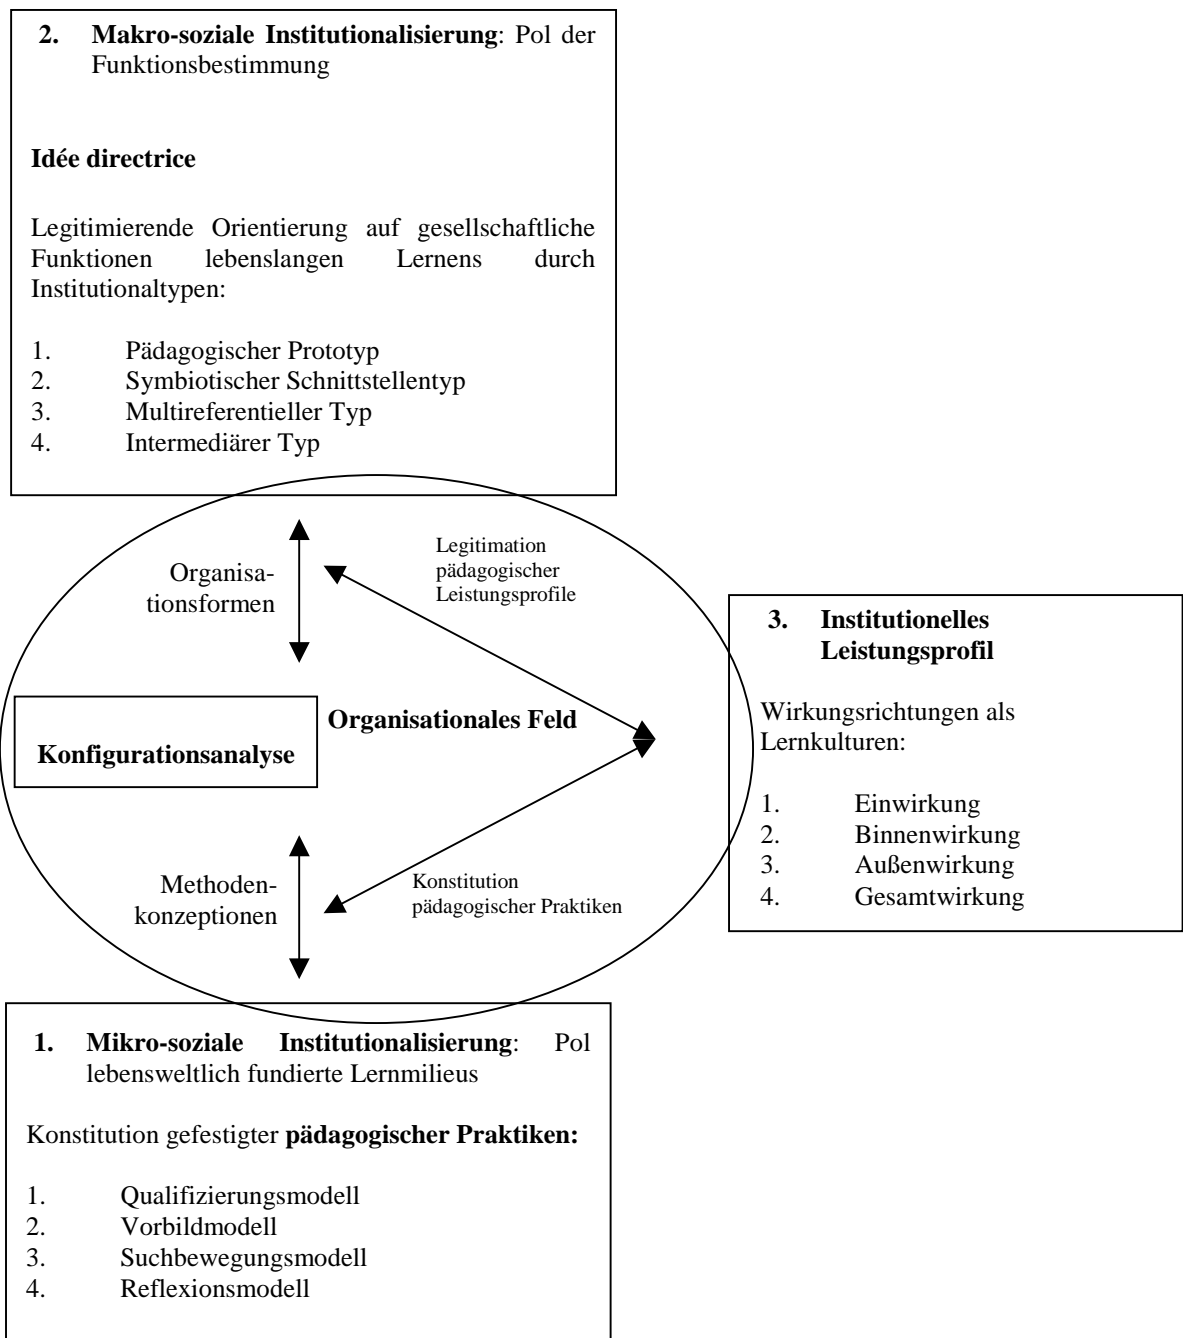 2. Makro-soziale Institutionalisierung: Pol der
Funktionsbestimmung
Idée directrice
Legitimierende Orientierung auf gesellschaftliche
Funktionen lebenslangen Lernens durch
Institutionaltypen:
1. Pädagogischer Prototyp
2. Symbiotischer Schnittstellentyp
3. Multireferentieller Typ
4. Intermediärer Typ
Organisa-
tionsformen
Legitimation
pädagogischer
Leistungsprofile
3. Institutionelles
Leistungsprofil
Wirkungsrichtungen als
Lernkulturen:
1. Einwirkung
2. Binnenwirkung
3. Außenwirkung
4. Gesamtwirkung
Organisationales Feld
Konfigurationsanalyse
Methoden-
konzeptionen
Konstitution
pädagogischer Praktiken
1. Mikro-soziale Institutionalisierung: Pol
lebensweltlich fundierte Lernmilieus
Konstitution gefestigter pädagogischer Praktiken:
1. Qualifizierungsmodell
2. Vorbildmodell
3. Suchbewegungsmodell
4. Reflexionsmodell